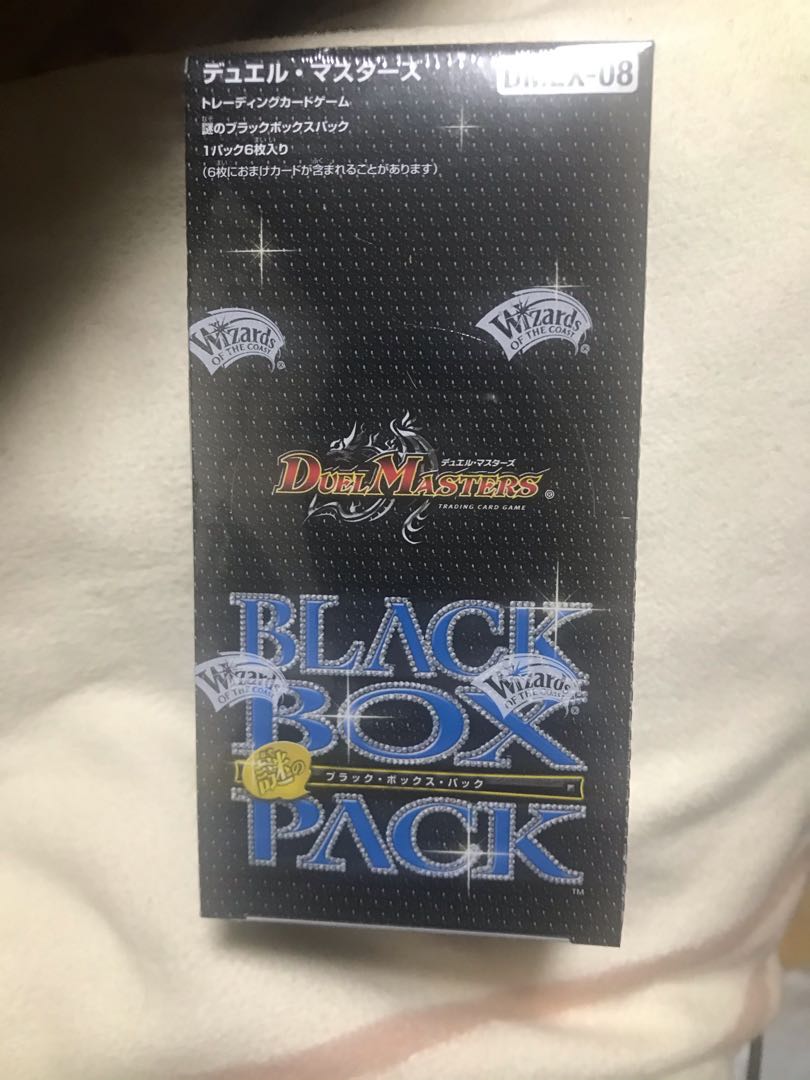 デュエル・マスターズ
DMEX-08
トレーディングカードゲーム
謎のブラックボックスパック
1パック6枚入り
(6枚におまけカードが含まれることがあります)
Wizards
OF THE COAST
Wizards
OF THE COAST
デュエル・マスターズ
DUEL MASTERS
TRADING CARD GAME
BLACK
Wizards
OF THE COAST
Wizards
OF THE COAST
BOX
謎の
ブラック・ボックス・パック
PACK
TM